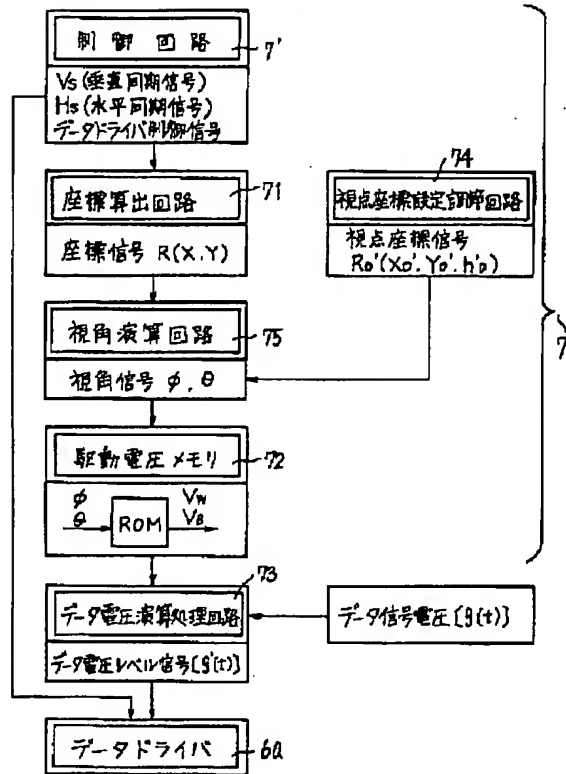 制御回路
7'
Vs(垂直同期信号)
Hs(水平同期信号)
データドライバ制御信号
座標算出回路
71
座標信号 R(X.Y)
74
視点座標設定調節回路
視点座標信号
Ro'(Xo'.Yo'.h'o)
視角演算回路
75
視角信号 φ, θ
7
駆動電圧メモリ
72
φ
θ
ROM
VW
VB
73
データ電圧演算処理回路
データ電圧レベル信号[g'(t)]
データ信号電圧[g(t)]
データドライバ
6a